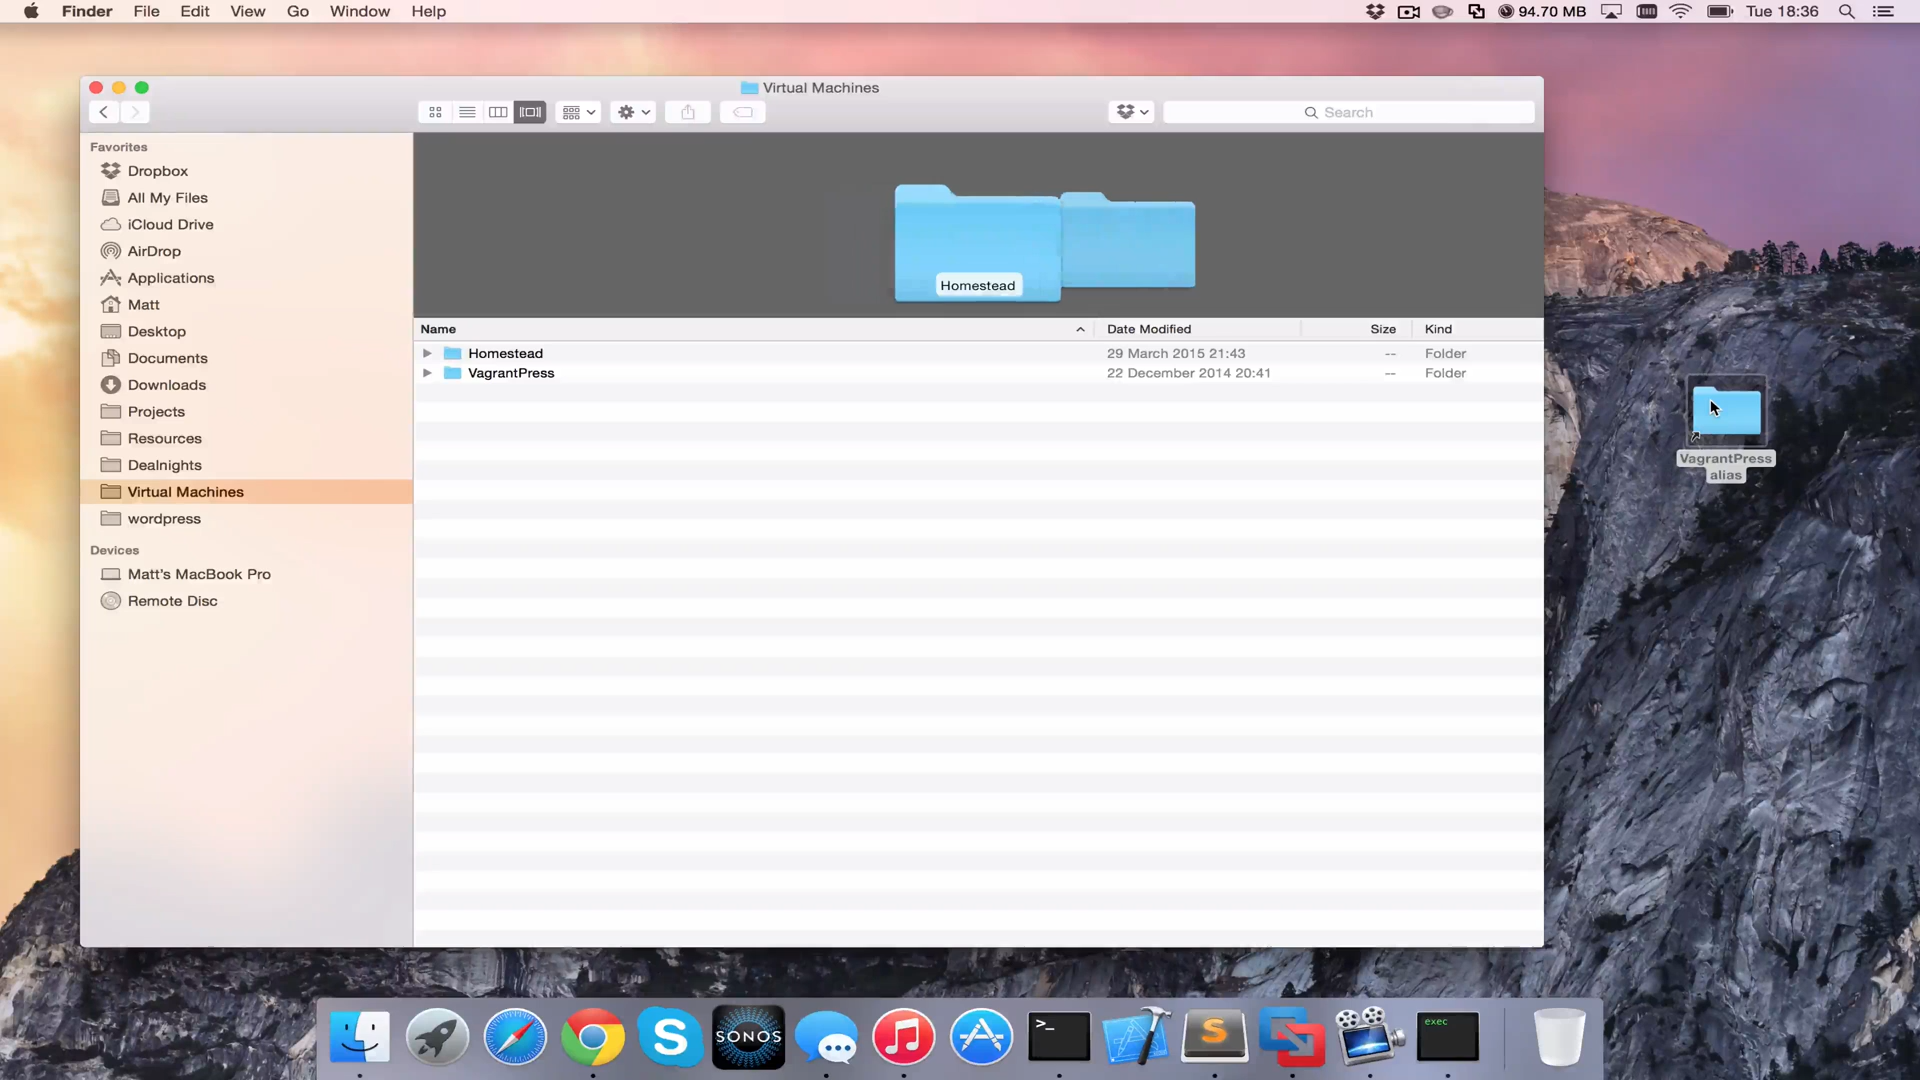 Finder File Edit View Go Window Help 94.70 MB Tue 18:36
Virtual Machines
Search
Favorites
Dropbox
All My Files
iCloud Drive
AirDrop
Applications
Matt
Desktop
Documents
Downloads
Projects
Resources
Dealnights
Virtual Machines
wordpress
Devices
Matt's MacBook Pro
Remote Disc
Homestead
Name Date Modified Size Kind
Homestead 29 March 2015 21:43 -- Folder
VagrantPress 22 December 2014 20:41 -- Folder
VagrantPress
alias
S
SONOS
>_
S
exec